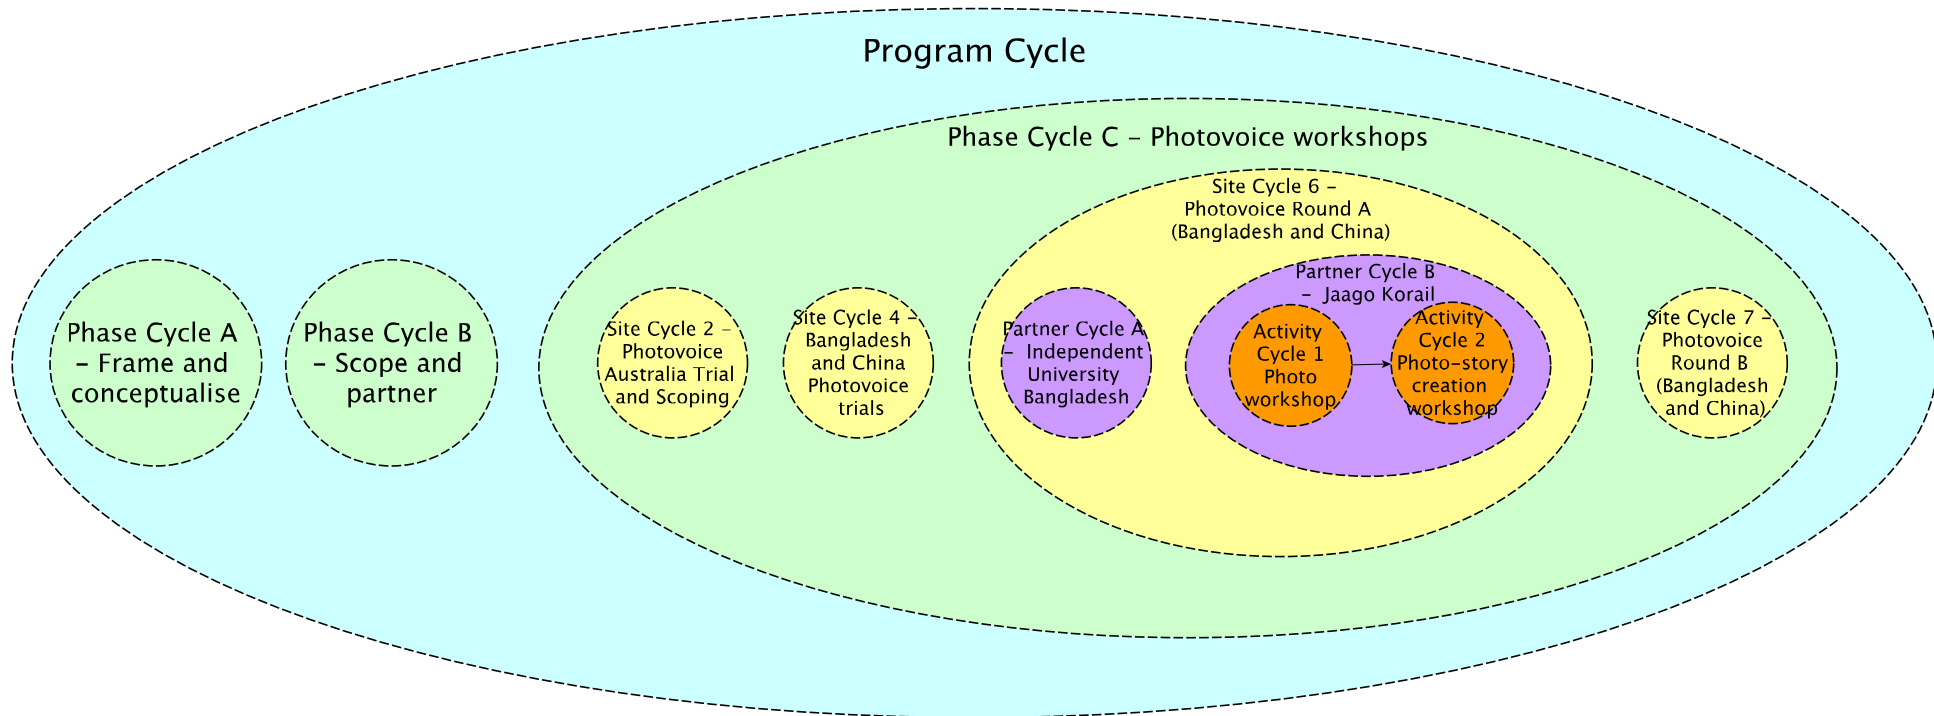 Program Cycle
Phase Cycle C – Photovoice workshops
Phase Cycle A
– Frame and
conceptualise
Phase Cycle B
– Scope and
partner
Site Cycle 2 –
Photovoice
Australia Trial
and Scoping
Site Cycle 4 –
Bangladesh
and China
Photovoice
trials
Site Cycle 6 –
Photovoice Round A
(Bangladesh and China)
Partner Cycle A
– Independent
University
Bangladesh
Partner Cycle B
– Jaago Korail
Activity
Cycle 1
Photo
workshop
Activity
Cycle 2
Photo-story
creation
workshop
Site Cycle 7 –
Photovoice
Round B
(Bangladesh
and China)